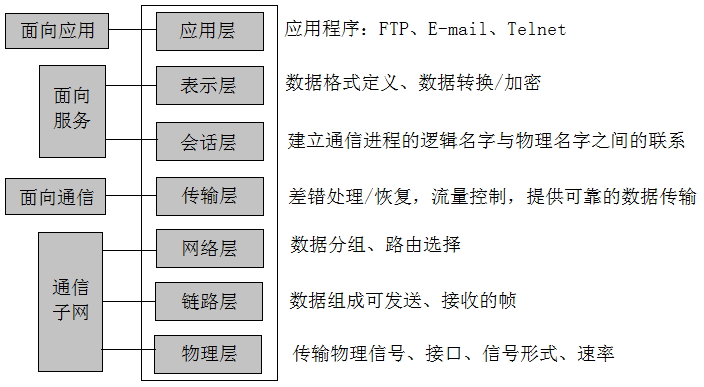 面向应用 应用层 应用程序：FTP、E-mail、Telnet
面向
服务
表示层 数据格式定义、数据转换/加密
会话层 建立通信进程的逻辑名字与物理名字之间的联系
面向通信 传输层 差错处理/恢复，流量控制，提供可靠的数据传输
通信
子网
网络层 数据分组、路由选择
链路层 数据组成可发送、接收的帧
物理层 传输物理信号、接口、信号形式、速率